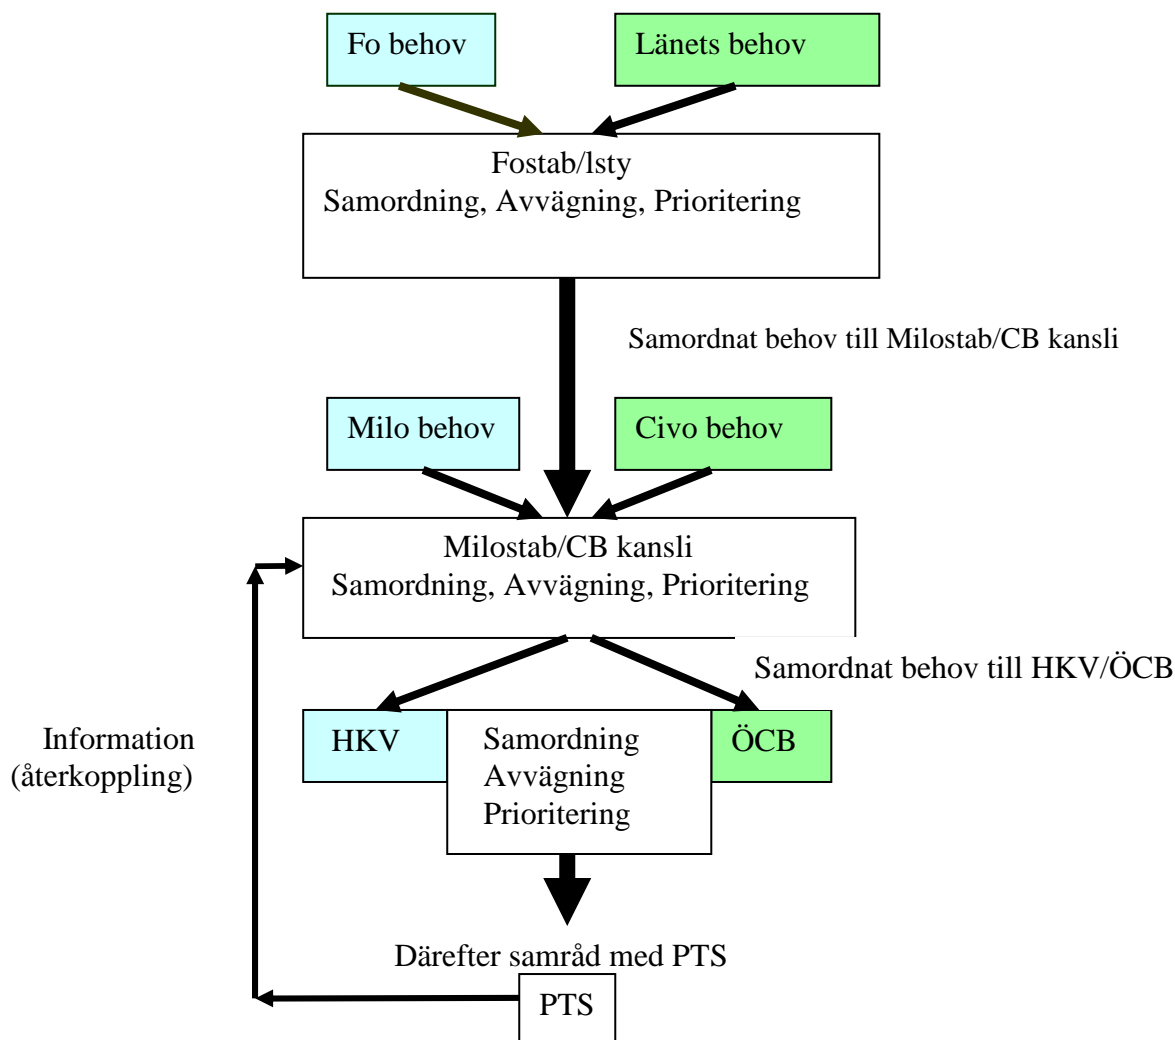 Fo behov
Länets behov
Fostab/lsty
Samordning, Avvägning, Prioritering
Samordnat behov till Milostab/CB kansli
Milo behov
Civo behov
Milostab/CB kansli
Samordning, Avvägning, Prioritering
Samordnat behov till HKV/ÖCB
Information
(återkoppling)
HKV
Samordning
Avvägning
Prioritering
ÖCB
Därefter samråd med PTS
PTS